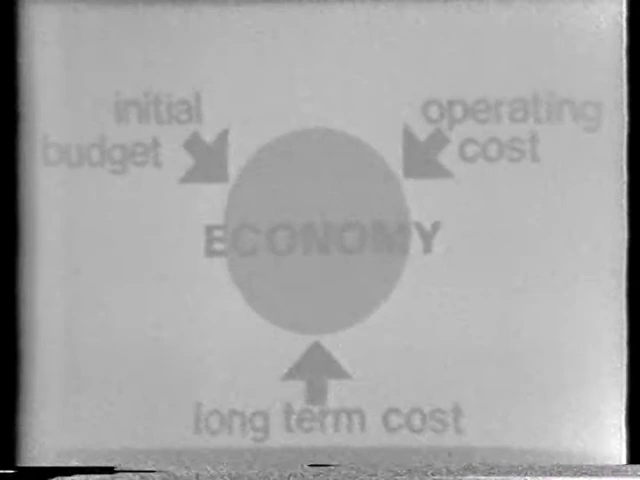 initial
budget
operating
cost
ECONOMY
long term cost